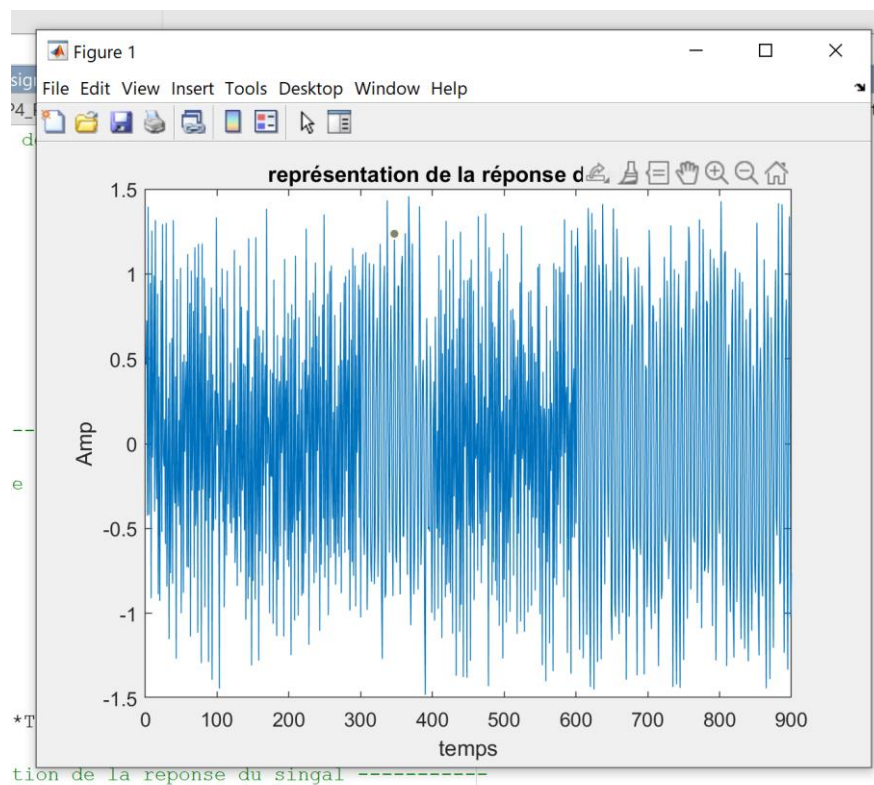 Figure 1
sig
File Edit View Insert Tools Desktop Window Help
P4_
d
représentation de la réponse d
1.5
1
0.5
0
-0.5
-1
-1.5
Amp
0 100 200 300 400 500 600 700 800 900
temps
--
e
*T
tion de la reponse du singal -----------